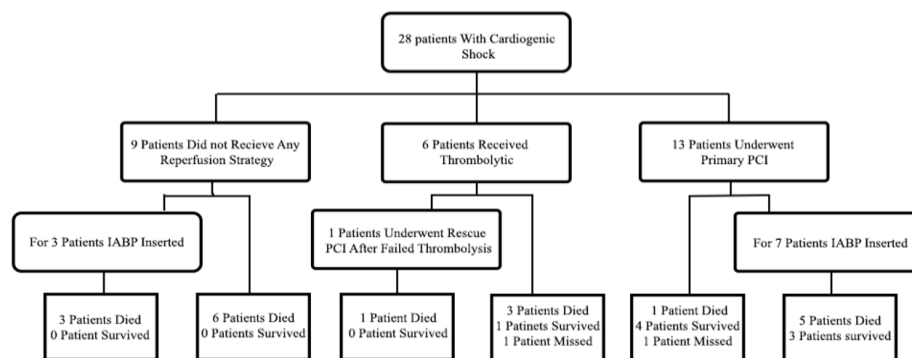 28 patients With Cardiogenic
Shock
9 Patients Did not Recieve Any
Reperfusion Strategy
6 Patients Received
Thrombolytic
13 Patients Underwent
Primary PCI
For 3 Patients IABP Inserted
1 Patients Underwent Rescue
PCI After Failed Thrombolysis
For 7 Patients IABP Inserted
3 Patients Died
0 Patient Survived
6 Patients Died
0 Patients Survived
1 Patient Died
0 Patient Survived
3 Patients Died
1 Patinets Survived
1 Patient Missed
1 Patient Died
4 Patients Survived
1 Patient Missed
5 Patients Died
3 Patients survived